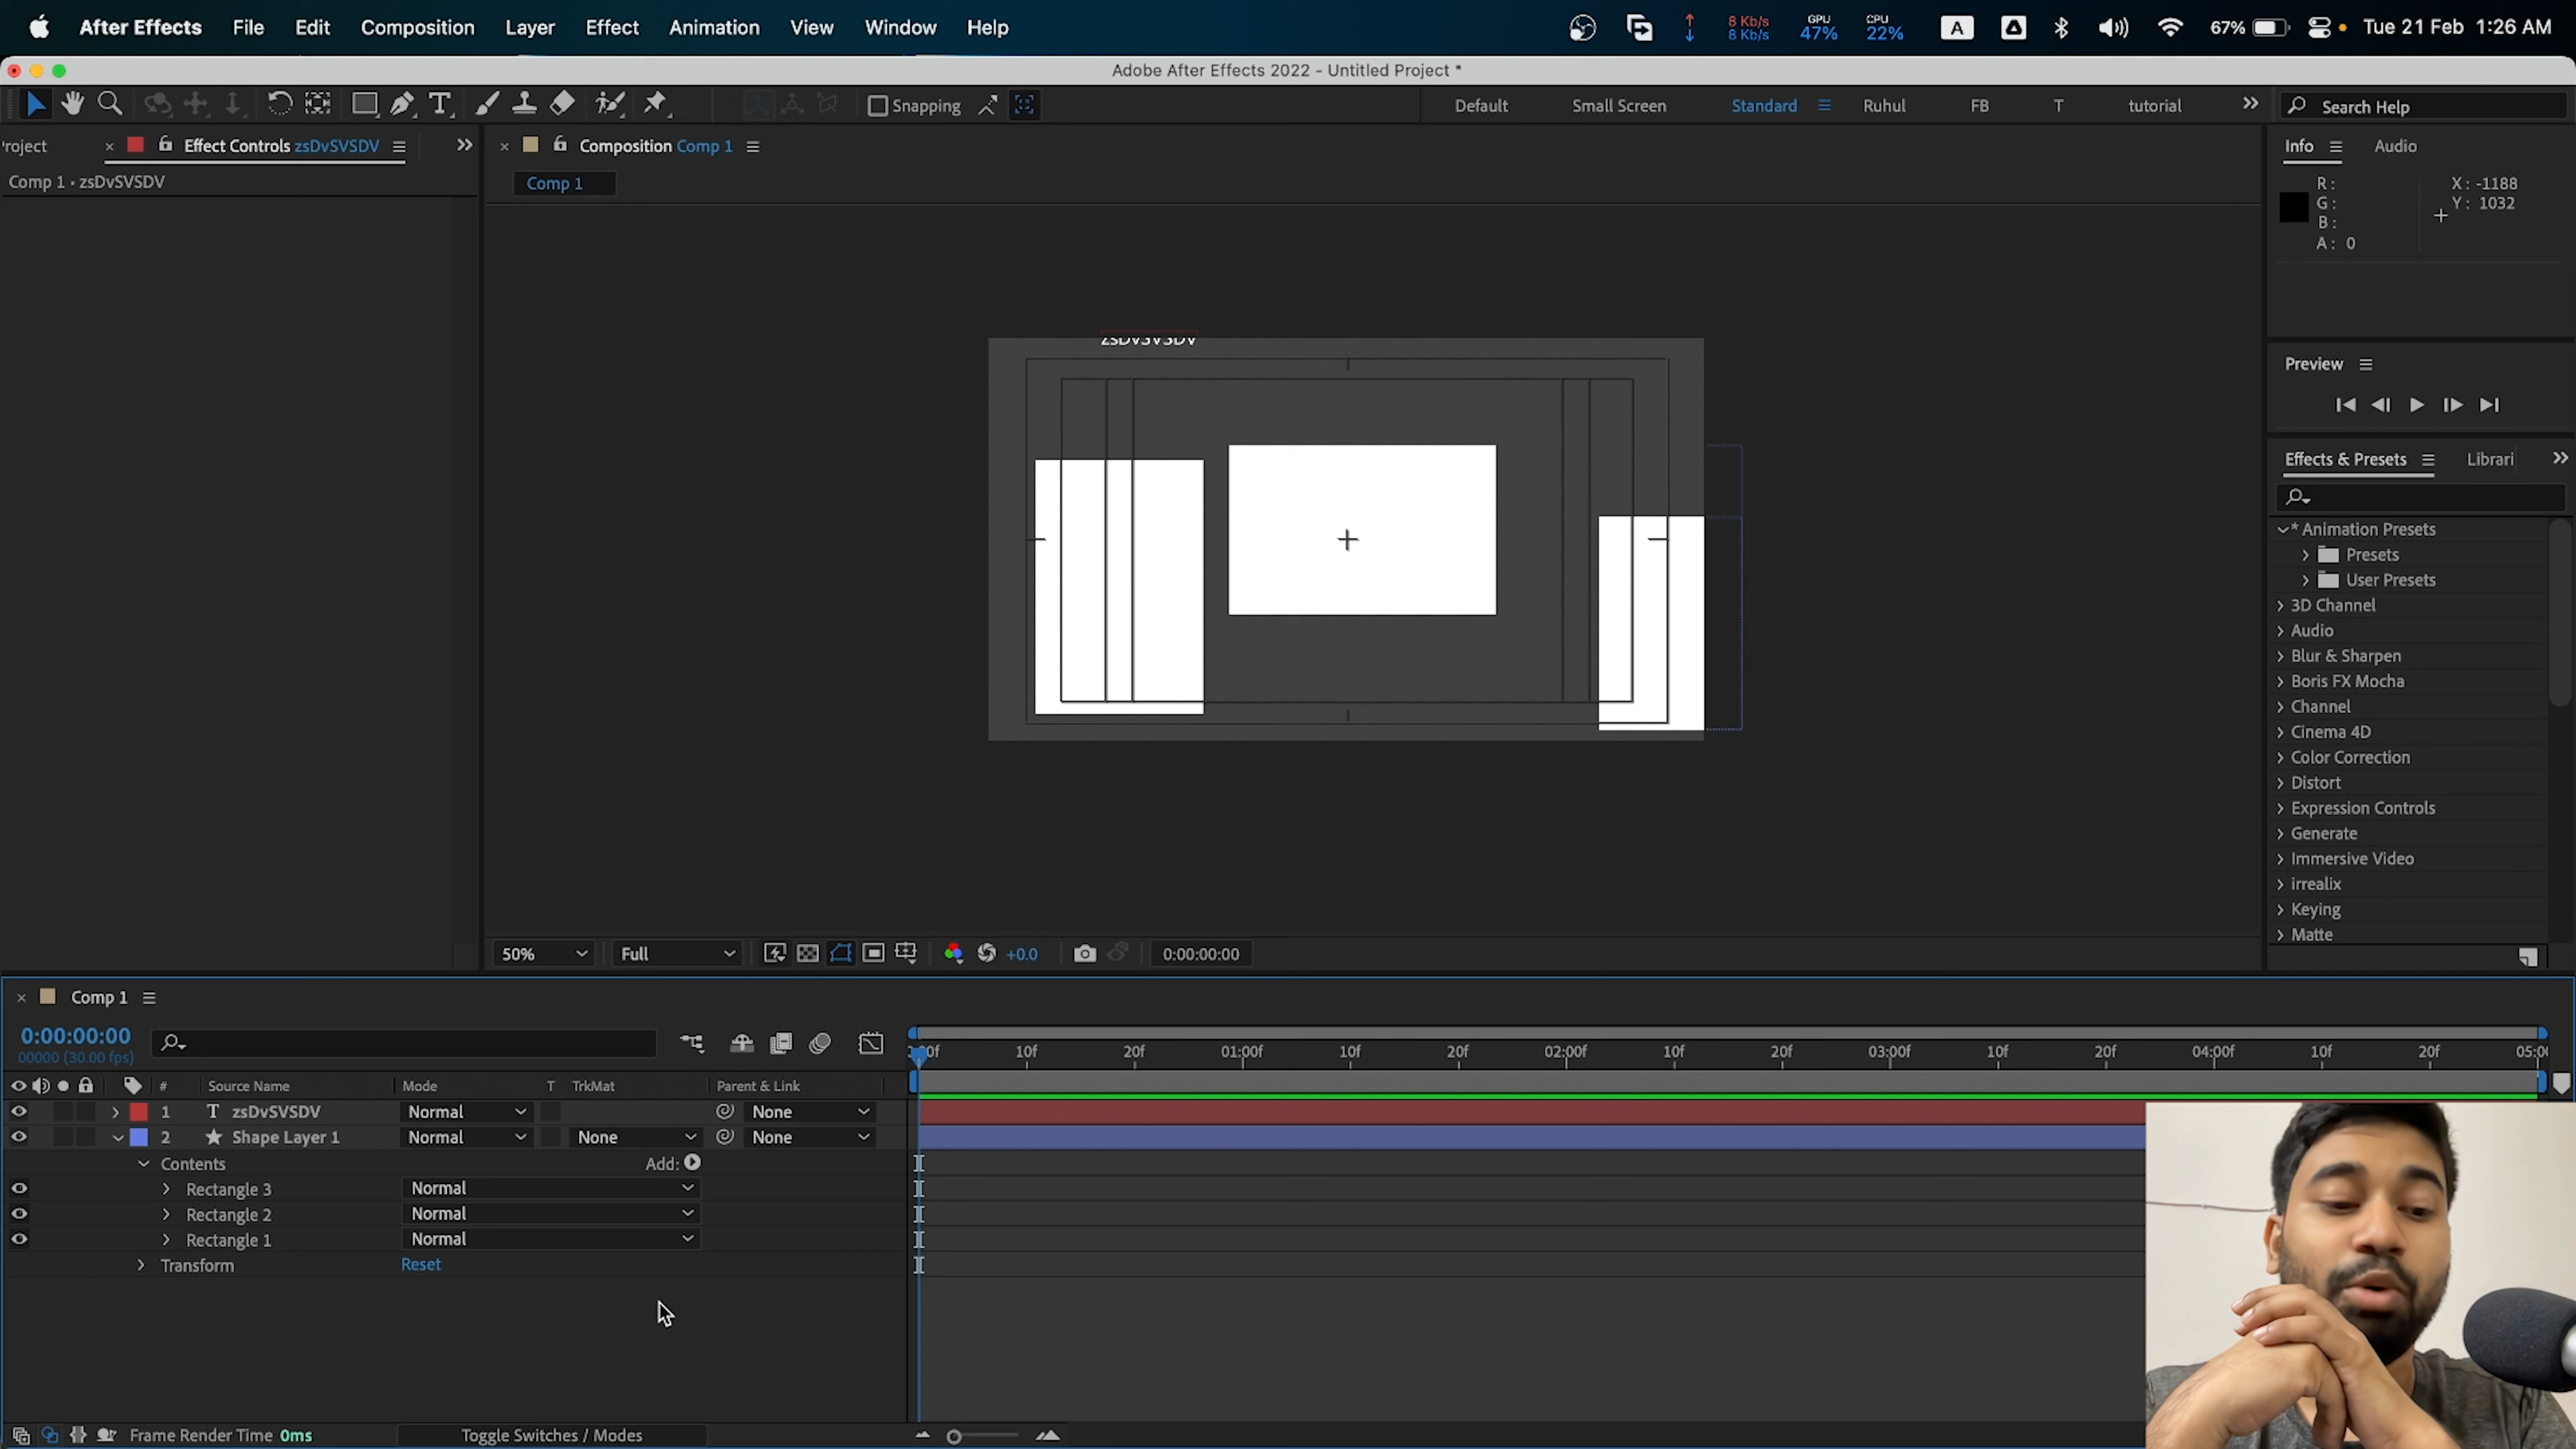 After Effects File Edit Composition Layer Effect Animation View Window Help 8 Kb/s 8 Kb/s GPU 47% CPU 22% A 67% Tue 21 Feb 1:26 AM
Adobe After Effects 2022 - Untitled Project *
Snapping Default Small Screen Standard Ruhul FB T tutorial Search Help
roject Effect Controls zsDvSVSDV Composition Comp 1 Info Audio
Comp 1 • zsDvSVSDV Comp 1
R: X: -1188
G: Y: 1032
B:
A: 0
zsDvSVSDV
Preview
Effects & Presets Librari
* Animation Presets
Presets
User Presets
3D Channel
Audio
Blur & Sharpen
Boris FX Mocha
Channel
Cinema 4D
Color Correction
Distort
Expression Controls
Generate
Immersive Video
irrealix
Keying
Matte
50% Full +0.0 0:00:00:00
Comp 1
0:00:00:00
00000 (30.00 fps)
0f 10f 20f 01:00f 10f 20f 02:00f 10f 20f 03:00f 10f 20f 04:00f 10f 20f 05:0
# Source Name Mode T TrkMat Parent & Link
1 T zsDvSVSDV Normal None
2 Shape Layer 1 Normal None None
Contents Add:
Rectangle 3 Normal
Rectangle 2 Normal
Rectangle 1 Normal
Transform Reset
Frame Render Time 0ms Toggle Switches / Modes